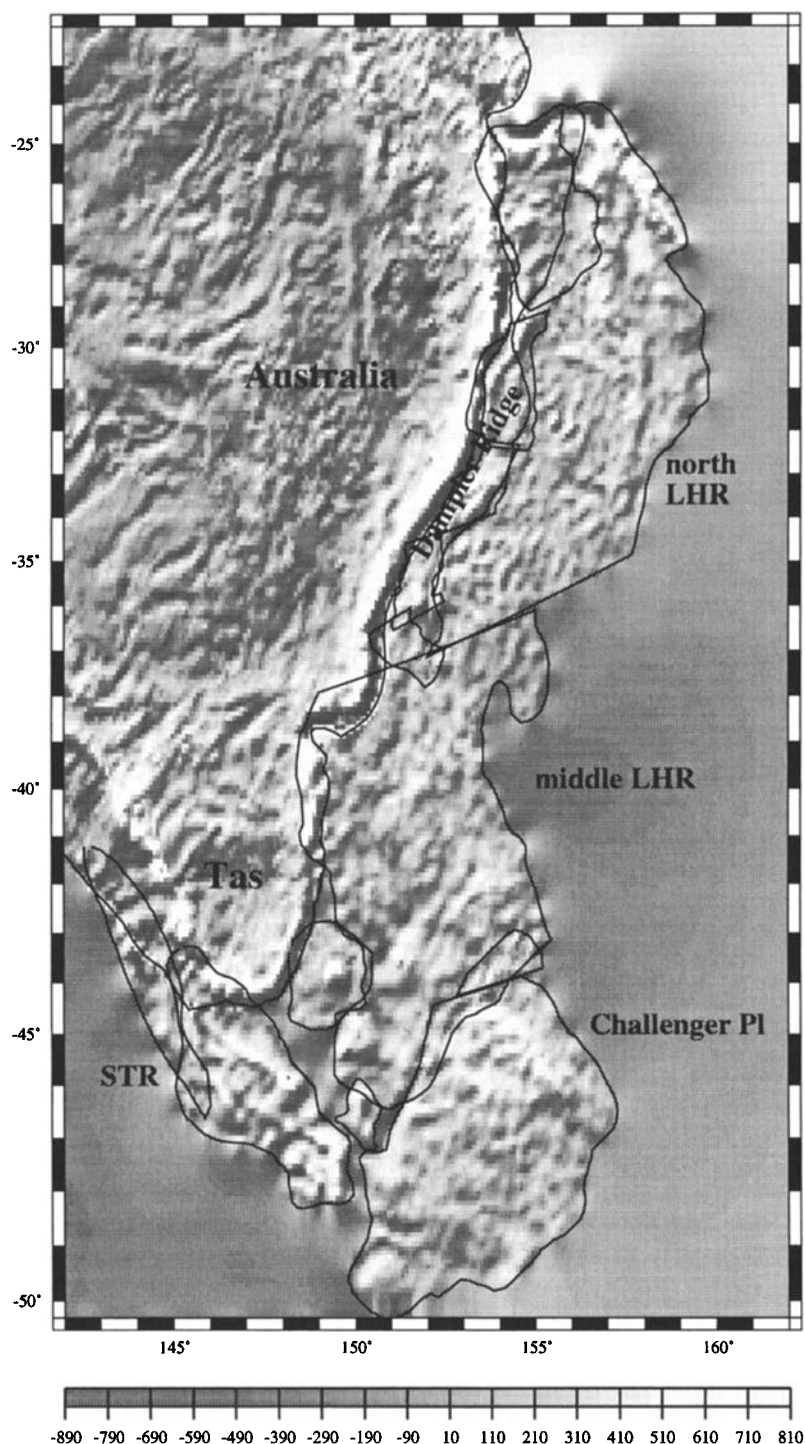 -25°
-30°
Australia
Dampier Ridge
north
LHR
-35°
middle LHR
-40°
Tas
Challenger Pl
-45°
STR
-50°
145° 150° 155° 160°
-890 -790 -690 -590 -490 -390 -290 -190 -90 10 110 210 310 410 510 610 710 810